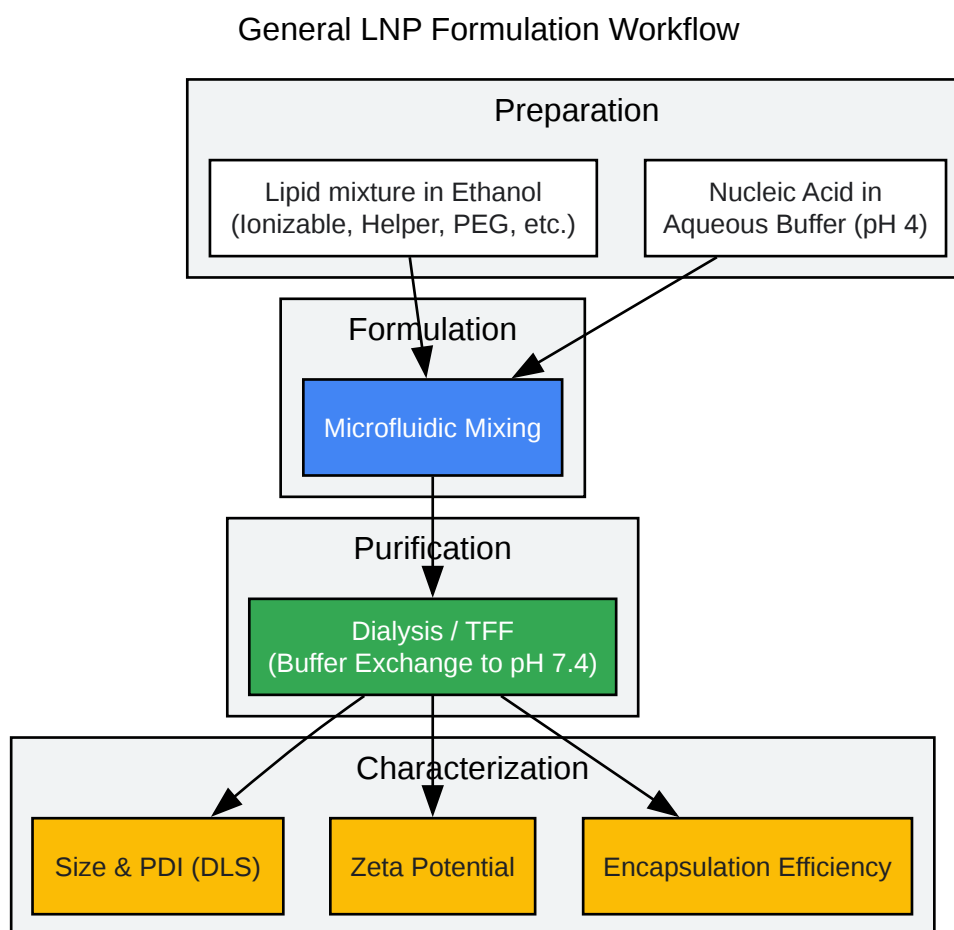 General LNP Formulation Workflow
Preparation
Lipid mixture in Ethanol
(Ionizable, Helper, PEG, etc.)
Nucleic Acid in
Aqueous Buffer (pH 4)
Formulation
Microfluidic Mixing
Purification
Dialysis / TFF
(Buffer Exchange to pH 7.4)
Characterization
Size & PDI (DLS)
Zeta Potential
Encapsulation Efficiency